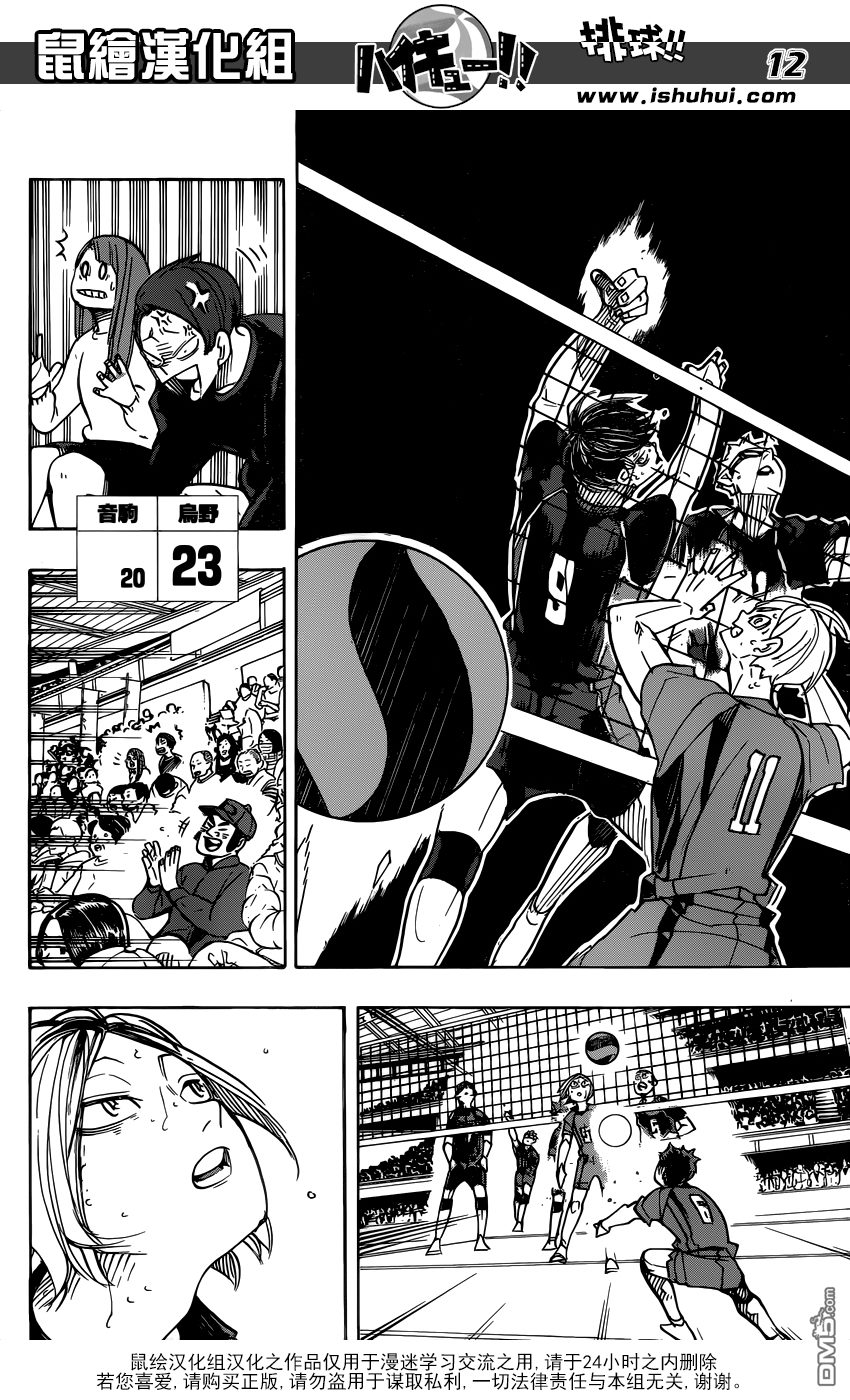 鼠繪漢化組
ハイキュー!!
排球!!
12
www.ishuhui.com
音駒 烏野
20 23
9
11
5
6
DM5.com
鼠绘汉化组汉化之作品仅用于漫迷学习交流之用,请于24小时之内删除
若您喜爱,请购买正版,请勿盗用于谋取私利,一切法律责任与本组无关,谢谢。